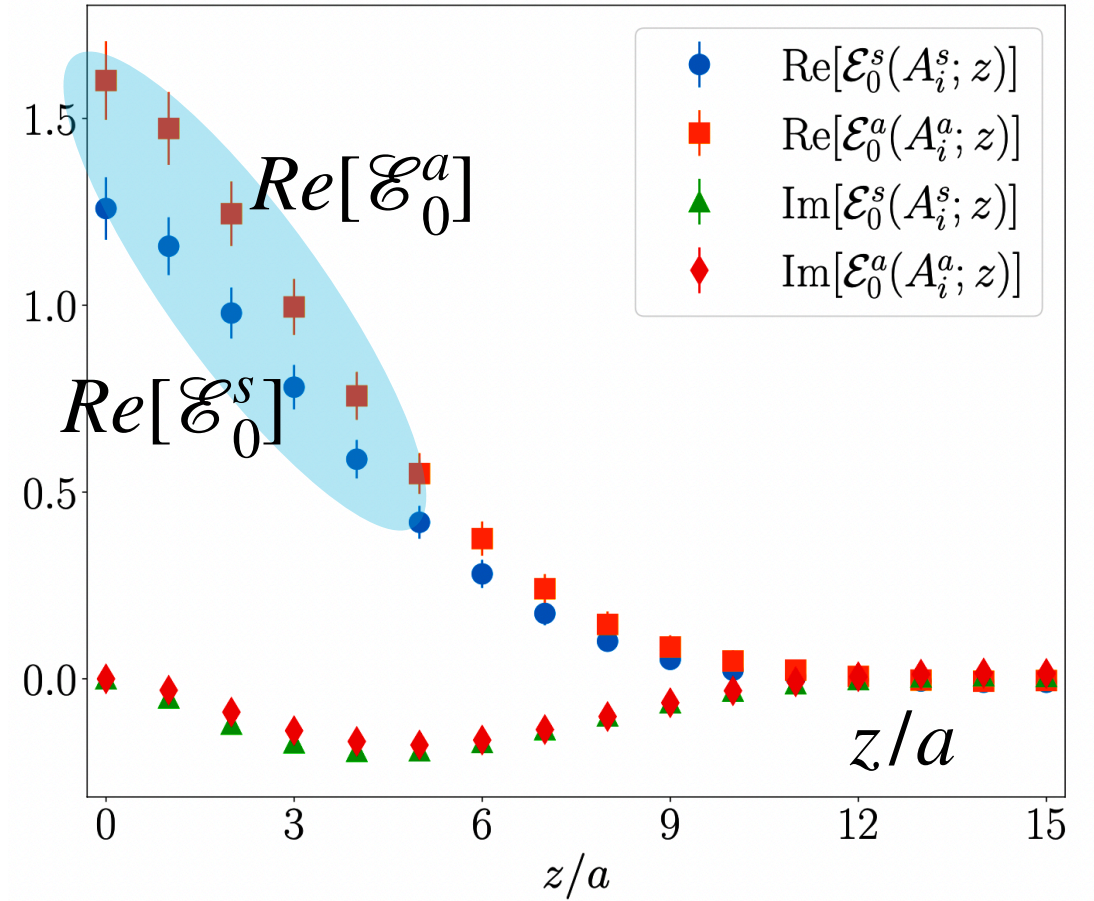 Re[ℰ₀ˢ(Aᵢˢ; z)]
Re[ℰ₀ᵃ(Aᵢᵃ; z)]
Im[ℰ₀ˢ(Aᵢˢ; z)]
Im[ℰ₀ᵃ(Aᵢᵃ; z)]
Re[ℰ₀ᵃ]
Re[ℰ₀ˢ]
1.5
1.0
0.5
0.0
z/a
0 3 6 9 12 15
z/a